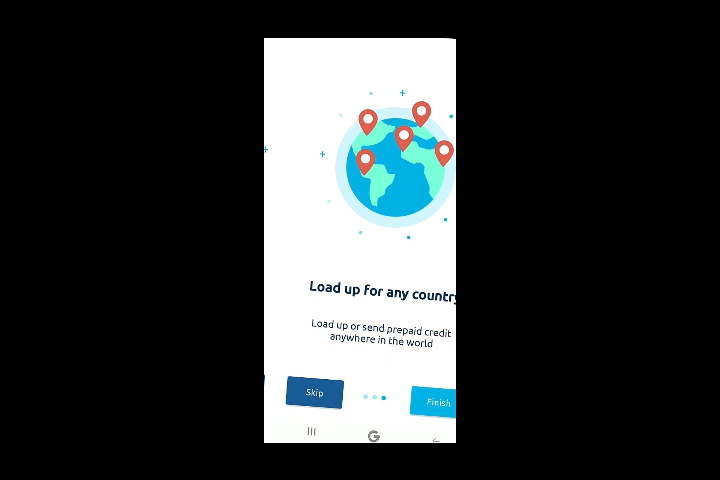 Load up for any country
Load up or send prepaid credit
anywhere in the world
Skip
Finish